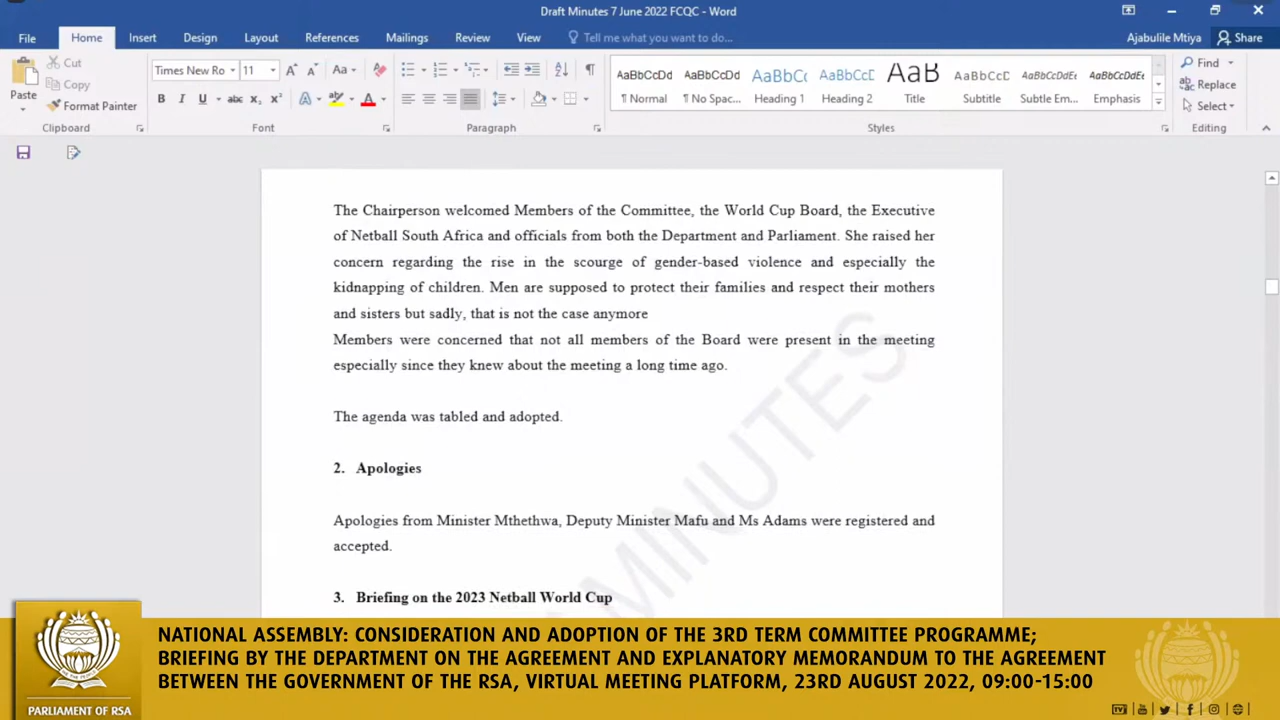 Draft Minutes 7 June 2022 FCQC - Word
File Home Insert Design Layout References Mailings Review View Tell me what you want to do... Ajabulile Mtiya Share
Paste
Cut
Copy
Format Painter
Clipboard
Times New Ro 11 Aa
B I U abc x₂ x² A A
Font
Paragraph
AaBbCcDd AaBbCcDd AaBbCc AaBbCcD AaB AaBbCcD AaBbCcDdEe AaBbCcDdEe
¶ Normal ¶ No Spac... Heading 1 Heading 2 Title Subtitle Subtle Em... Emphasis
Styles
Find
Replace
Select
Editing
The Chairperson welcomed Members of the Committee, the World Cup Board, the Executive
of Netball South Africa and officials from both the Department and Parliament. She raised her
concern regarding the rise in the scourge of gender-based violence and especially the
kidnapping of children. Men are supposed to protect their families and respect their mothers
and sisters but sadly, that is not the case anymore
Members were concerned that not all members of the Board were present in the meeting
especially since they knew about the meeting a long time ago.
The agenda was tabled and adopted.
2. Apologies
Apologies from Minister Mthethwa, Deputy Minister Mafu and Ms Adams were registered and
accepted.
3. Briefing on the 2023 Netball World Cup
MINUTES
NATIONAL ASSEMBLY: CONSIDERATION AND ADOPTION OF THE 3RD TERM COMMITTEE PROGRAMME;
BRIEFING BY THE DEPARTMENT ON THE AGREEMENT AND EXPLANATORY MEMORANDUM TO THE AGREEMENT
BETWEEN THE GOVERNMENT OF THE RSA, VIRTUAL MEETING PLATFORM, 23RD AUGUST 2022, 09:00-15:00
PARLIAMENT OF RSA